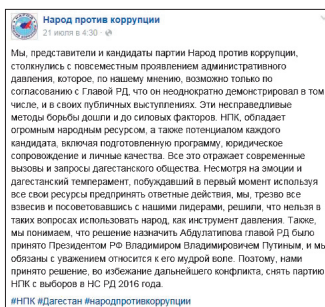 Народ против коррупции
21 июля в 4:30 ·
Мы, представители и кандидаты партии Народ против коррупции,
столкнулись с повсеместным проявлением административного
давления, которое, по нашему мнению, возможно только по
согласованию с Главой РД, что он неоднократно демонстрировал в том
числе, и в своих публичных выступлениях. Эти несправедливые
методы борьбы дошли и до силовых факторов. НПК, обладает
огромным народным ресурсом, а также потенциалом каждого
кандидата, включая подготовленную программу, юридическое
сопровождение и личные качества. Все это отражает современные
вызовы и запросы дагестанского общества. Несмотря на эмоции и
дагестанский темперамент, побуждавший в первый момент используя
все свои ресурсы предпринять ответные действия, мы, трезво все
взвесив и посоветовавшись с нашими лидерами, решили, что нельзя в
таких вопросах использовать народ, как инструмент давления. Также,
мы понимаем, что решение назначить Абдулатипова главой РД было
принято Президентом РФ Владимиром Владимировичем Путиным, и мы
обязаны с уважением относится к его мудрой воле. Поэтому, нами
принято решение, во избежание дальнейшего конфликта, снять партию
НПК с выборов в НС РД 2016 года.
#НПК #Дагестан #народпротивкоррупции